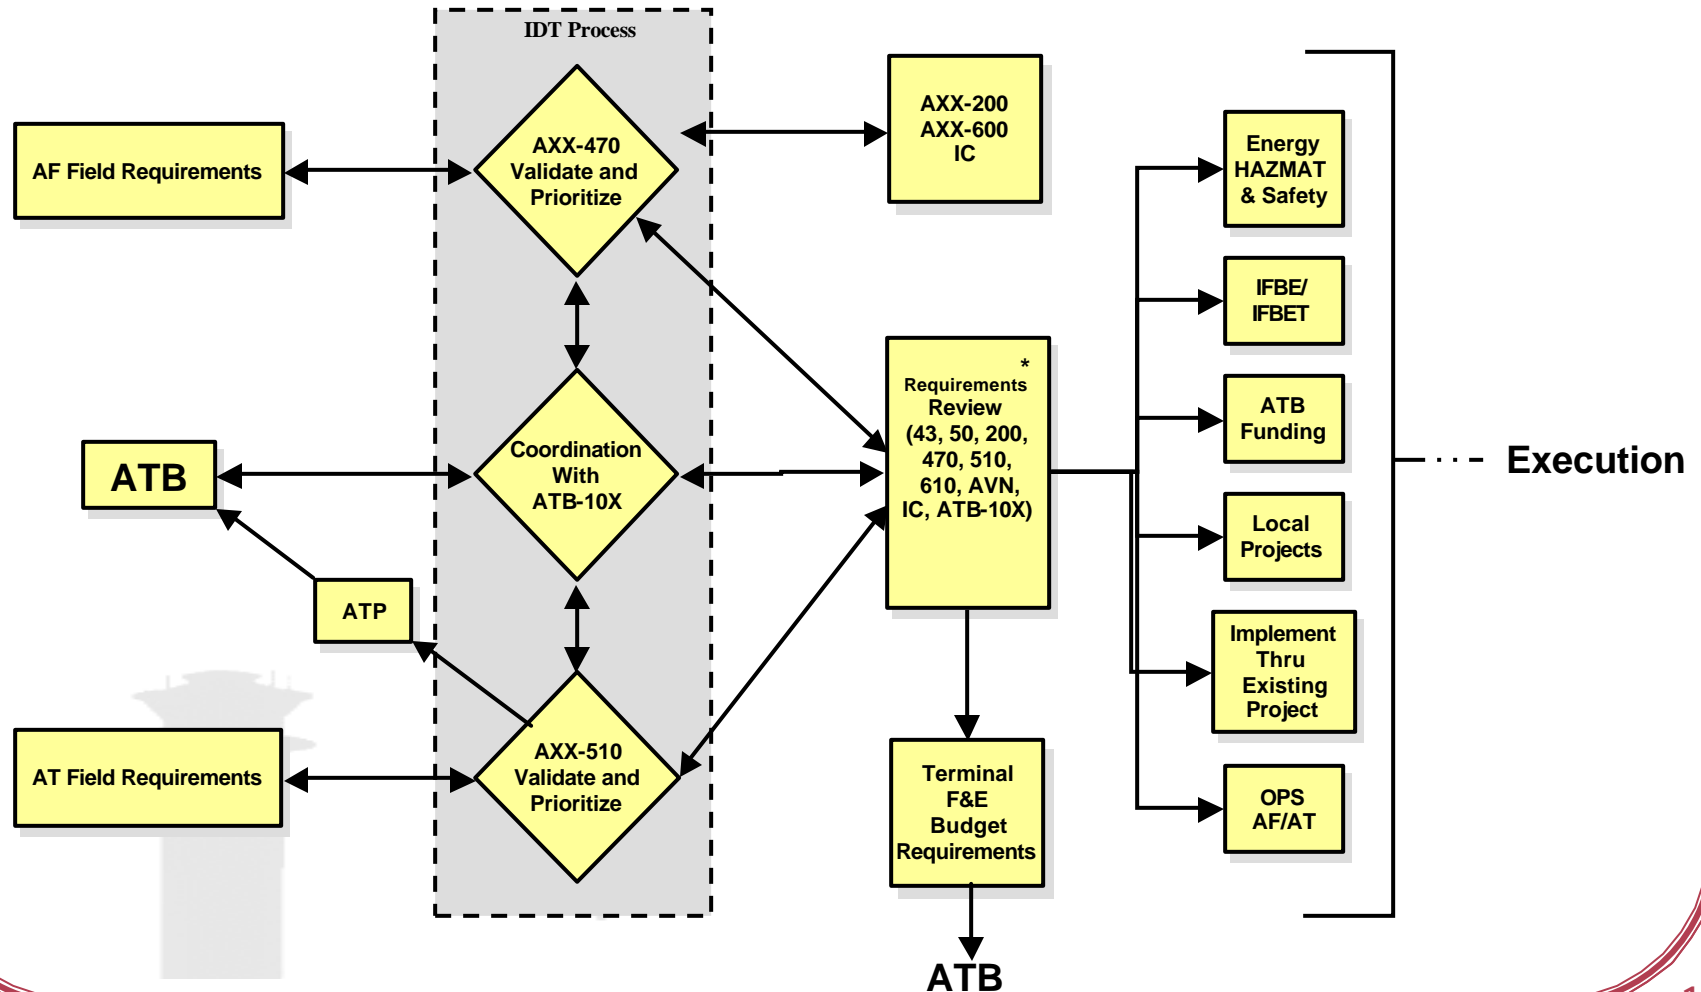 IDT Process
AF Field Requirements
AXX-470
Validate and
Prioritize
AXX-200
AXX-600
IC
Energy
HAZMAT
& Safety
IFBE/
IFBET
ATB
Funding
Local
Projects
Implement
Thru
Existing
Project
OPS
AF/AT
Execution
ATB
Coordination
With
ATB-10X
*
Requirements
Review
(43, 50, 200,
470, 510,
610, AVN,
IC, ATB-10X)
ATP
AT Field Requirements
AXX-510
Validate and
Prioritize
Terminal
F&E
Budget
Requirements
ATB